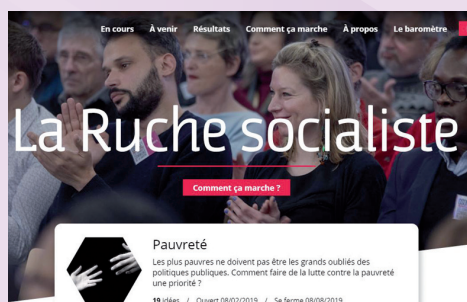 En cours À venir Résultats Comment ça marche À propos Le baromètre
La Ruche socialiste
Comment ça marche ?
Pauvreté
Les plus pauvres ne doivent pas être les grands oubliés des
politiques publiques. Comment faire de la lutte contre la pauvreté
une priorité ?
19 idées / Ouvert 08/02/2019 / Se ferme 08/08/2019